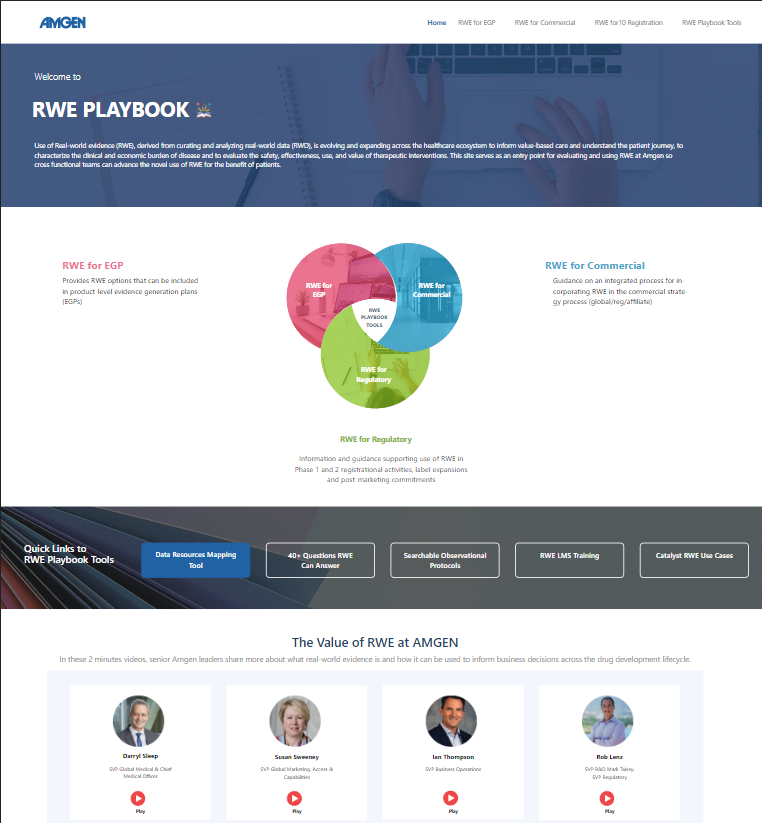 AMGEN
Home RWE for EGP RWE for Commercial RWE for10 Registration RWE Playbook Tools
Welcome to
RWE PLAYBOOK
Use of Real-world evidence (RWE), derived from curating and analyzing real-world data (RWD), is evolving and expanding across the healthcare ecosystem to inform value-based care and understand the patient journey, to
characterize the clinical and economic burden of disease and to evaluate the safety, effectiveness, use, and value of therapeutic interventions. This site serves as an entry point for evaluating and using RWE at Amgen so
cross functional teams can advance the novel use of RWE for the benefit of patients.
RWE for EGP
Provides RWE options that can be included
in product level evidence generation plans
(EGPs)
RWE for
EGP
RWE for
Commercial
RWE
PLAYBOOK
TOOLS
RWE for
Regulatory
RWE for Commercial
Guidance on an integrated process for in
corporating RWE in the commercial strate
gy process (global/reg/affiliate)
RWE for Regulatory
Information and guidance supporting use of RWE in
Phase 1 and 2 registrational activities, label expansions
and post-marketing commitments
Quick Links to
RWE Playbook Tools
Data Resources Mapping
Tool
40+ Questions RWE
Can Answer
Searchable Observational
Protocols
RWE LMS Training
Catalyst RWE Use Cases
The Value of RWE at AMGEN
In these 2 minutes videos, senior Amgen leaders share more about what real-world evidence is and how it can be used to inform business decisions across the drug development lifecycle.
Darryl Sleep
SVP Global Medical & Chief
Medical Officer
Play
Susan Sweeney
SVP Global Marketing, Access &
Capabilities
Play
Ian Thompson
SVP Business Operations
Play
Rob Lenz
SVP R&D Mark Taisey,
SVP Regulatory
Play